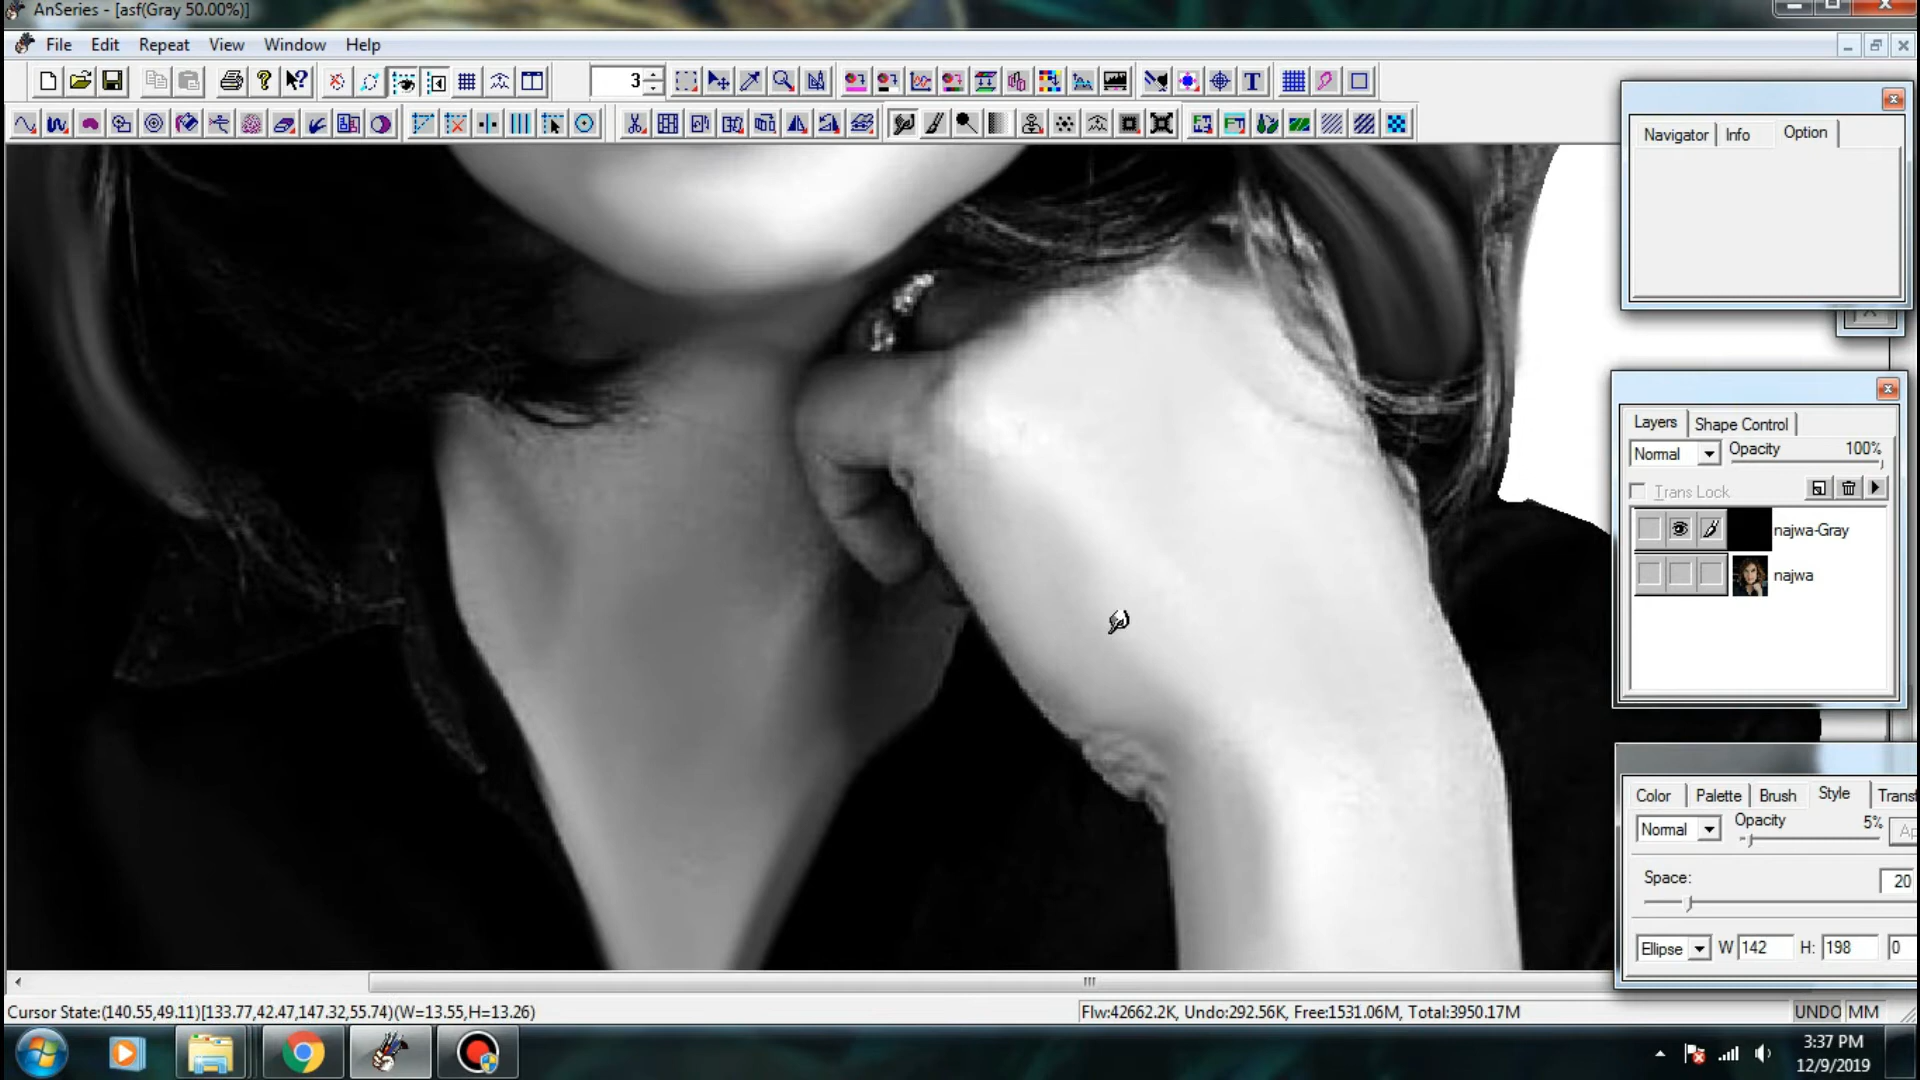 AnSeries - [asf(Gray 50.00%)]
File Edit Repeat View Window Help
3
Navigator Info Option
Layers Shape Control
Normal Opacity 100%
Trans Lock
najwa-Gray
najwa
Color Palette Brush Style
Normal Opacity 5%
Space: 20
Ellipse W 142 H: 198 0
Cursor State:(140.55,49.11)[133.77,42.47,147.32,55.74)(W=13.55,H=13.26)
Flw:42662.2K, Undo:292.56K, Free:1531.06M, Total:3950.17M UNDO MM
3:37 PM
12/9/2019